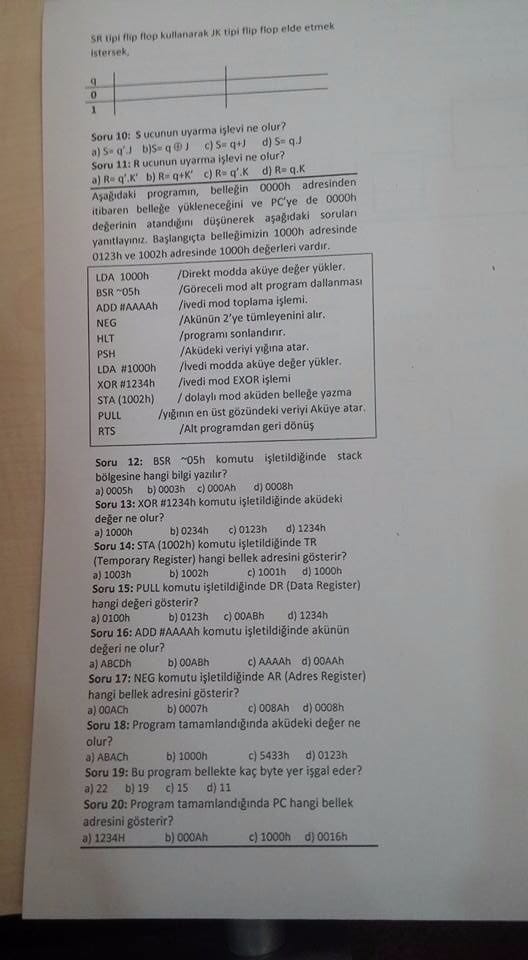 SR tipi flip flop kullanarak JK tipi flip flop elde etmek
istersek,
q
0
1
Soru 10: S ucunun uyarma işlevi ne olur?
a) S= q'.J b)S= q ⊕ J c) S= q+J d) S= q.J
Soru 11: R ucunun uyarma işlevi ne olur?
a) R= q'.K' b) R= q+K' c) R= q'.K d) R= q.K
Aşağıdaki programın, belleğin 0000h adresinden
itibaren belleğe yükleneceğini ve PC'ye de 0000h
değerinin atandığını düşünerek aşağıdaki soruları
yanıtlayınız. Başlangıçta belleğimizin 1000h adresinde
0123h ve 1002h adresinde 1000h değerleri vardır.
LDA 1000h /Direkt modda aküye değer yükler.
BSR ~05h /Göreceli mod alt program dallanması
ADD #AAAAh /ivedi mod toplama işlemi.
NEG /Akünün 2'ye tümleyenini alır.
HLT /programı sonlandırır.
PSH /Aküdeki veriyi yığına atar.
LDA #1000h /İvedi modda aküye değer yükler.
XOR #1234h /ivedi mod EXOR işlemi
STA (1002h) / dolaylı mod aküden belleğe yazma
PULL /yığının en üst gözündeki veriyi Aküye atar.
RTS /Alt programdan geri dönüş
Soru 12: BSR ~05h komutu işletildiğinde stack
bölgesine hangi bilgi yazılır?
a) 0005h b) 0003h c) 000Ah d) 0008h
Soru 13: XOR #1234h komutu işletildiğinde aküdeki
değer ne olur?
a) 1000h b) 0234h c) 0123h d) 1234h
Soru 14: STA (1002h) komutu işletildiğinde TR
(Temporary Register) hangi bellek adresini gösterir?
a) 1003h b) 1002h c) 1001h d) 1000h
Soru 15: PULL komutu işletildiğinde DR (Data Register)
hangi değeri gösterir?
a) 0100h b) 0123h c) 00ABh d) 1234h
Soru 16: ADD #AAAAh komutu işletildiğinde akünün
değeri ne olur?
a) ABCDh b) 00ABh c) AAAAh d) 00AAh
Soru 17: NEG komutu işletildiğinde AR (Adres Register)
hangi bellek adresini gösterir?
a) 00ACh b) 0007h c) 008Ah d) 0008h
Soru 18: Program tamamlandığında aküdeki değer ne
olur?
a) ABACh b) 1000h c) 5433h d) 0123h
Soru 19: Bu program bellekte kaç byte yer işgal eder?
a) 22 b) 19 c) 15 d) 11
Soru 20: Program tamamlandığında PC hangi bellek
adresini gösterir?
a) 1234H b) 000Ah c) 1000h d) 0016h